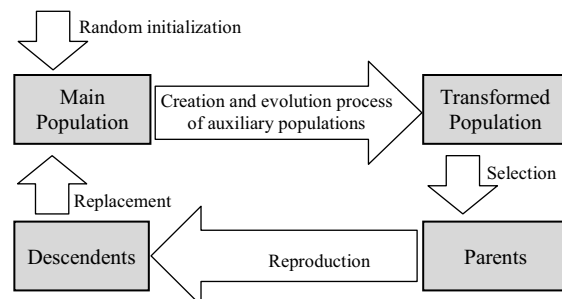 Random initialization
Main
Population
Creation and evolution process
of auxiliary populations
Transformed
Population
Selection
Replacement
Descendents
Reproduction
Parents